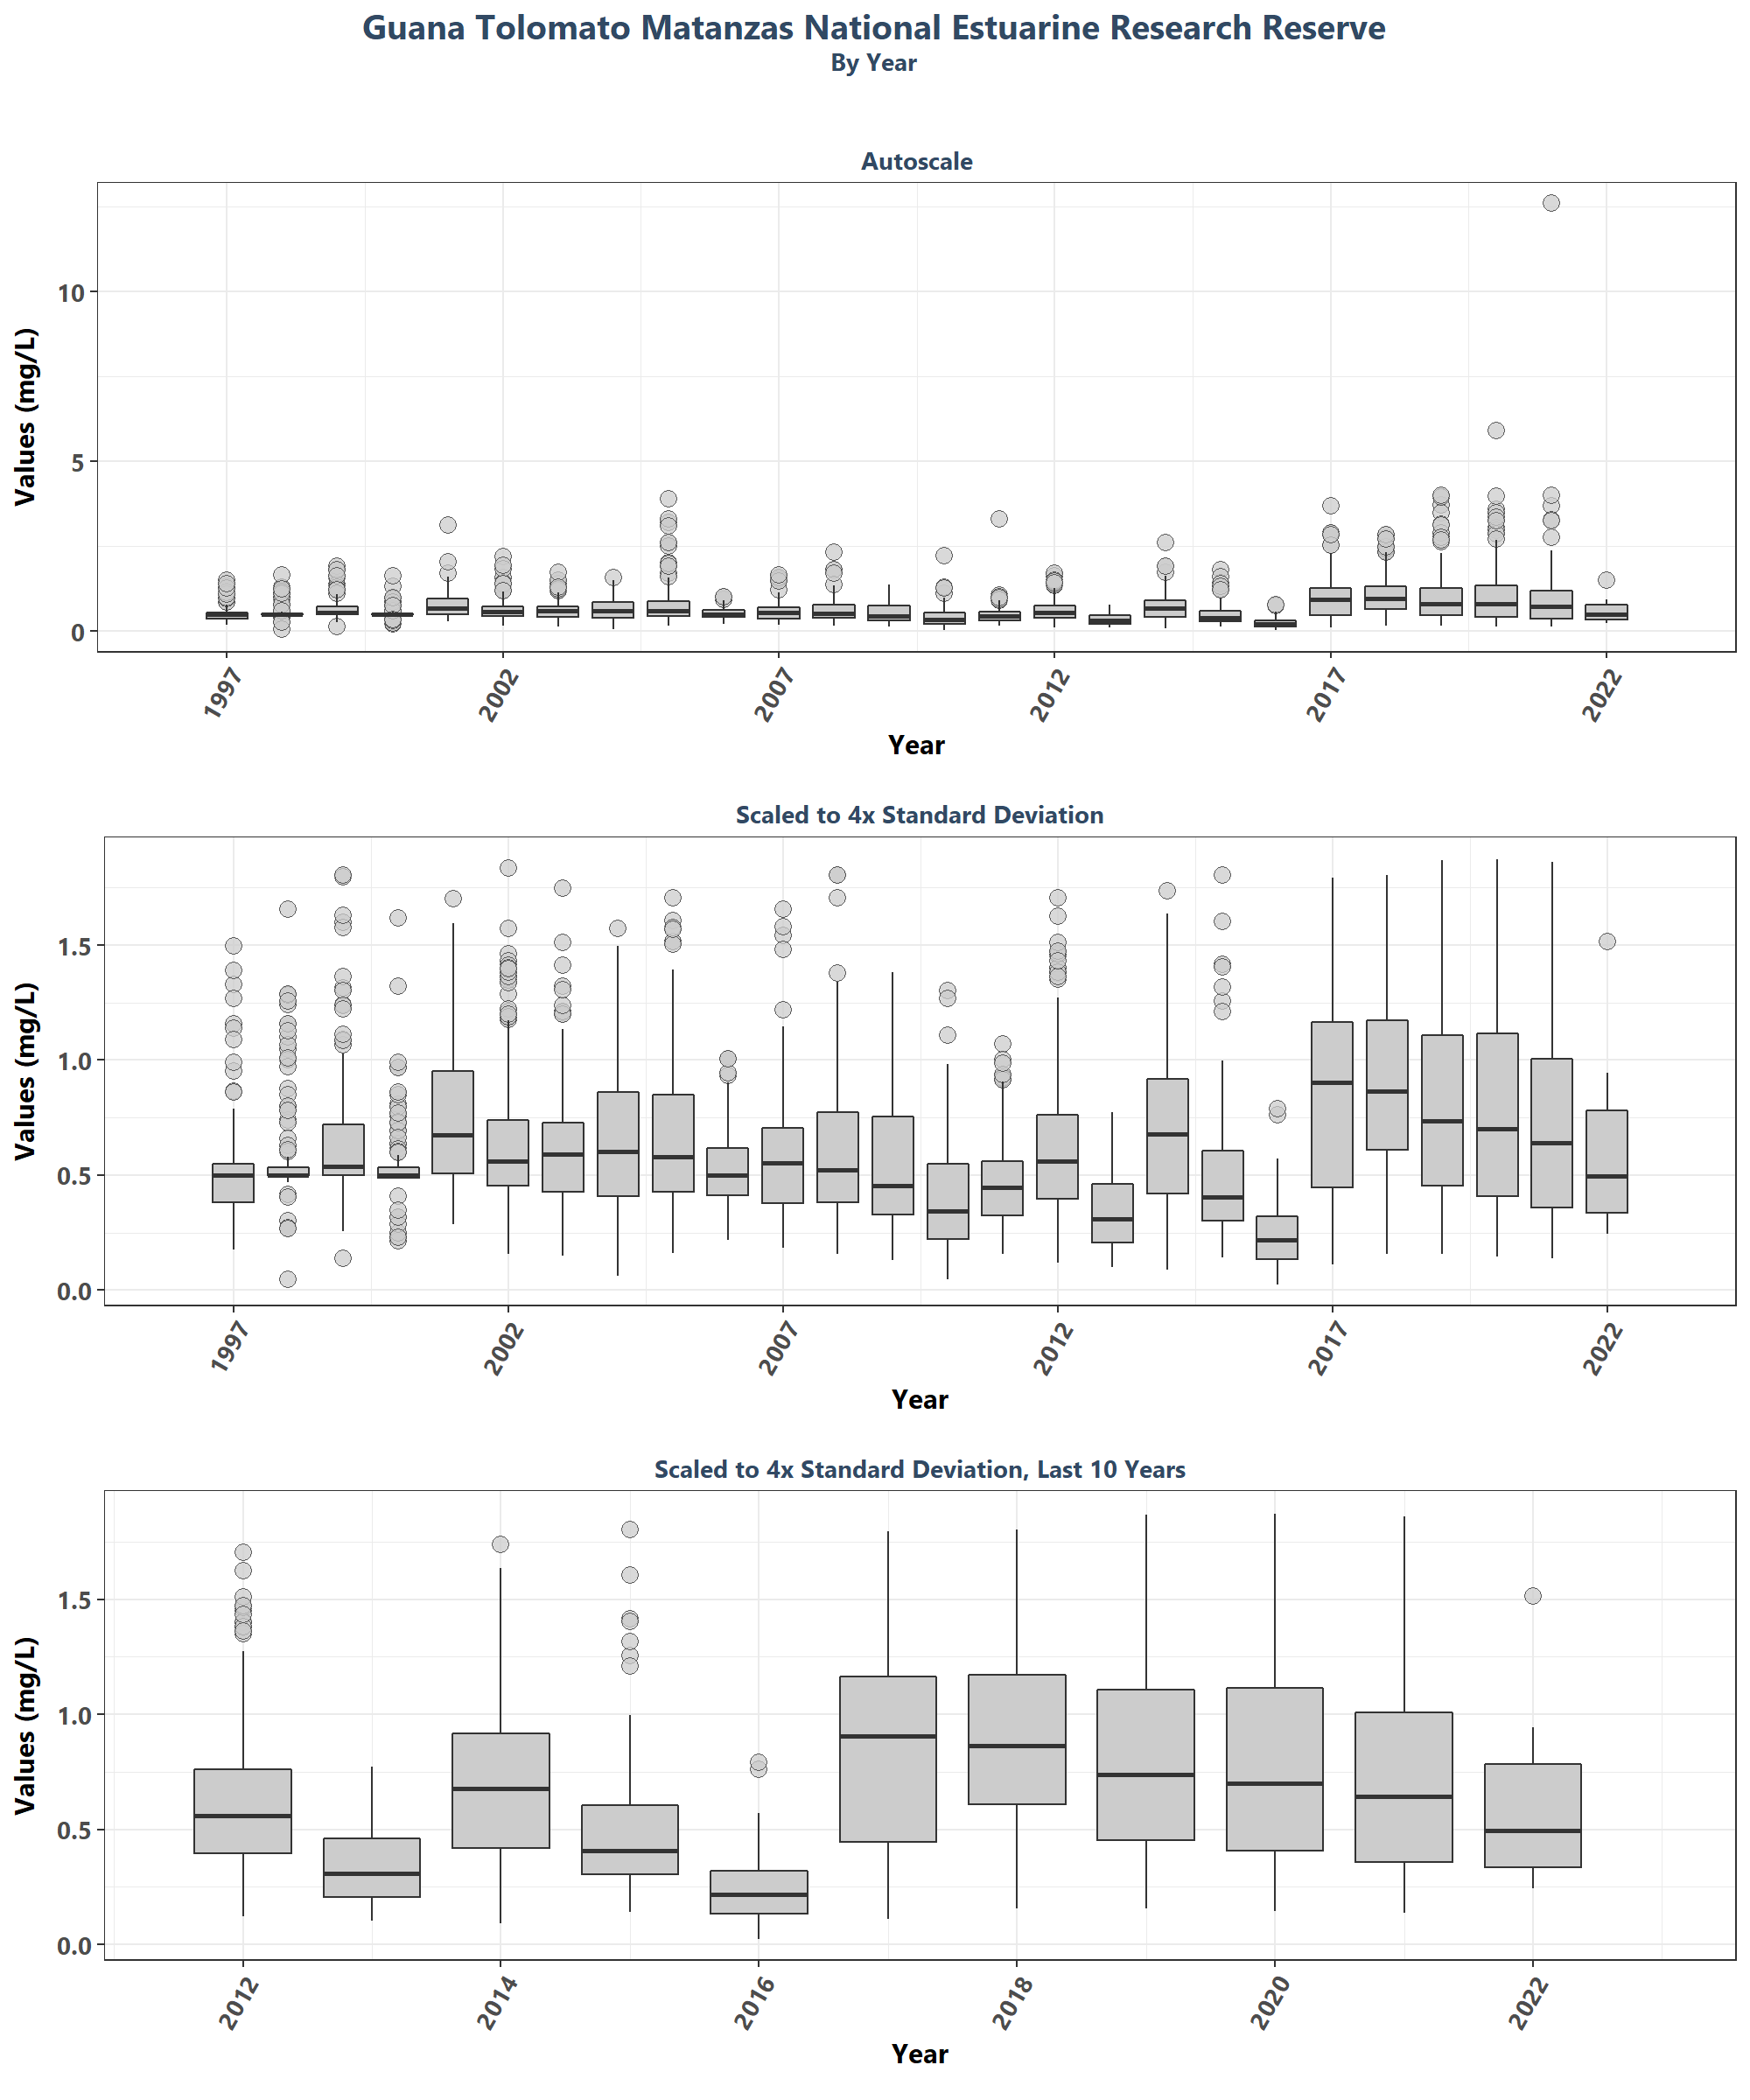 Guana Tolomato Matanzas National Estuarine Research Reserve
By Year
Autoscale
Values (mg/L)
10
5
0
1997
2002
2007
2012
2017
2022
Year
Scaled to 4x Standard Deviation
Values (mg/L)
1.5
1.0
0.5
0.0
1997
2002
2007
2012
2017
2022
Year
Scaled to 4x Standard Deviation, Last 10 Years
Values (mg/L)
1.5
1.0
0.5
0.0
2012
2014
2016
2018
2020
2022
Year